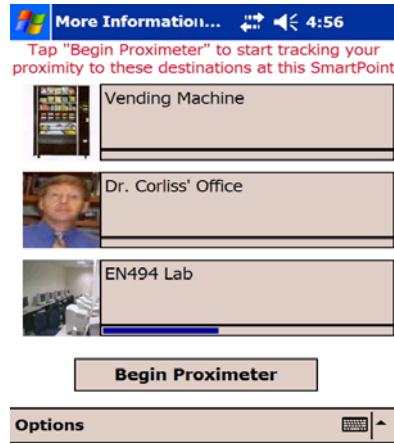 More Information... 4:56
Tap "Begin Proximeter" to start tracking your
proximity to these destinations at this SmartPoint
Vending Machine
Dr. Corliss' Office
EN494 Lab
Begin Proximeter
Options